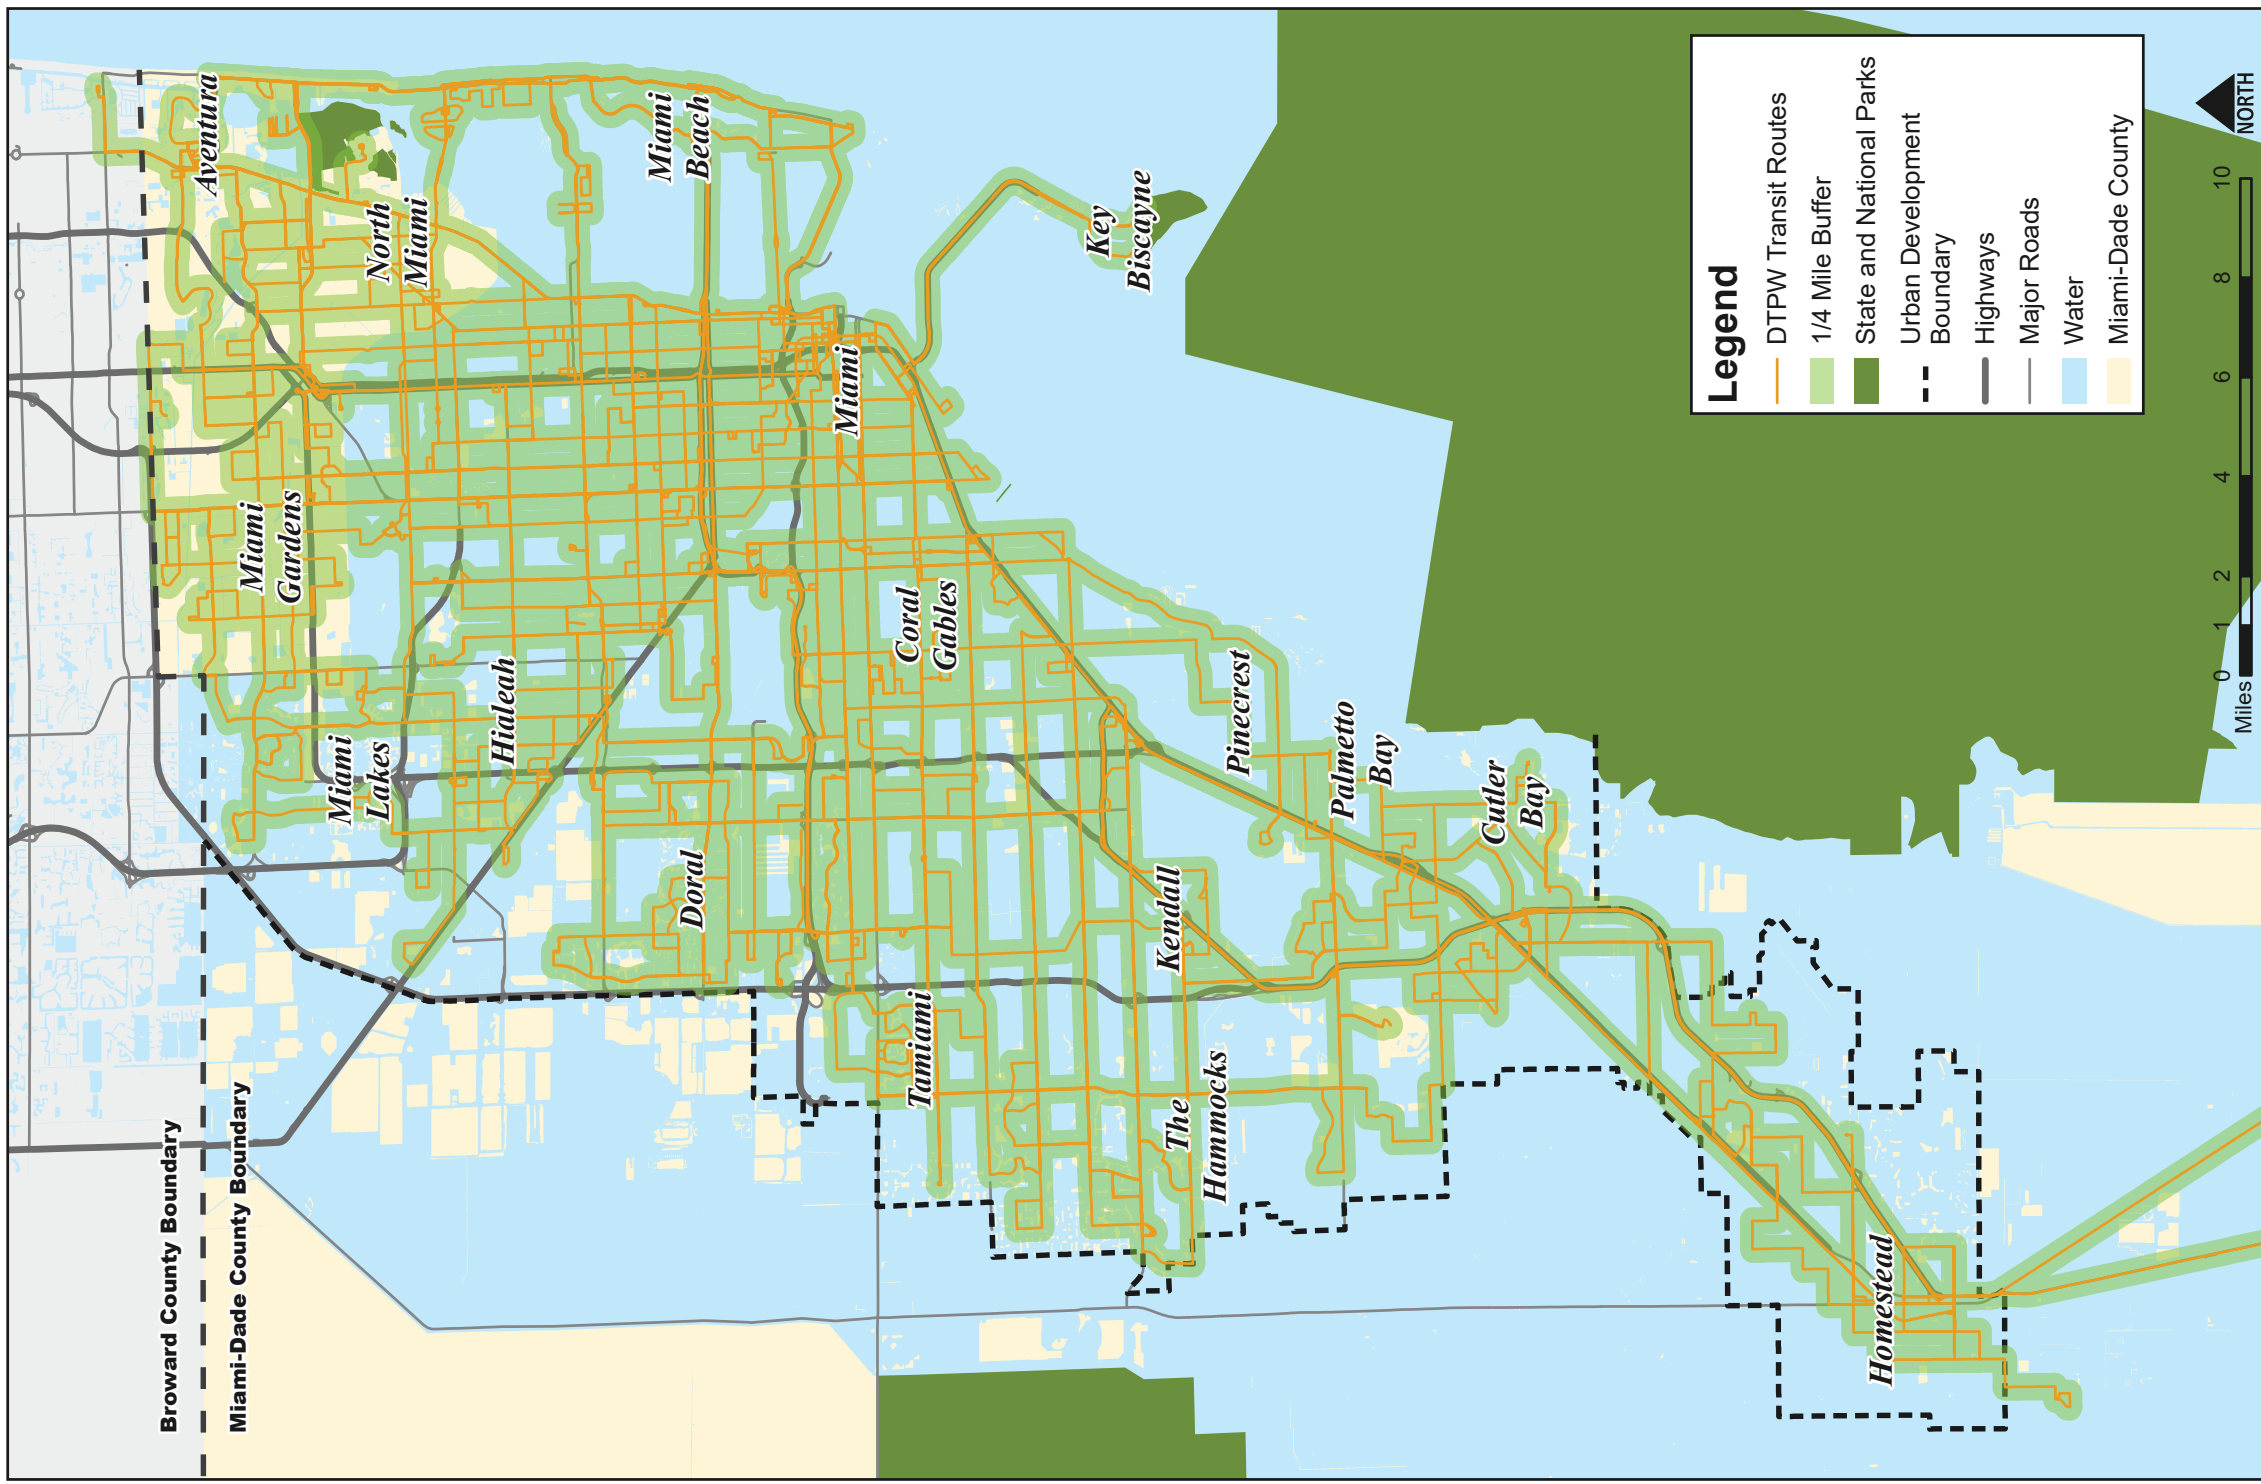 Broward County Boundary
Miami-Dade County Boundary
Aventura
North
Miami
Miami
Beach
Key
Biscayne
Miami
Gardens
Miami
Miami
Lakes
Hialeah
Coral
Gables
Doral
Pinecrest
Palmetto
Bay
Cutler
Bay
Kendall
Tamiami
The
Hammocks
Homestead
Legend
DTPW Transit Routes
1/4 Mile Buffer
State and National Parks
Urban Development
Boundary
Highways
Major Roads
Water
Miami-Dade County
0 1 2 4 6 8 10
Miles
NORTH